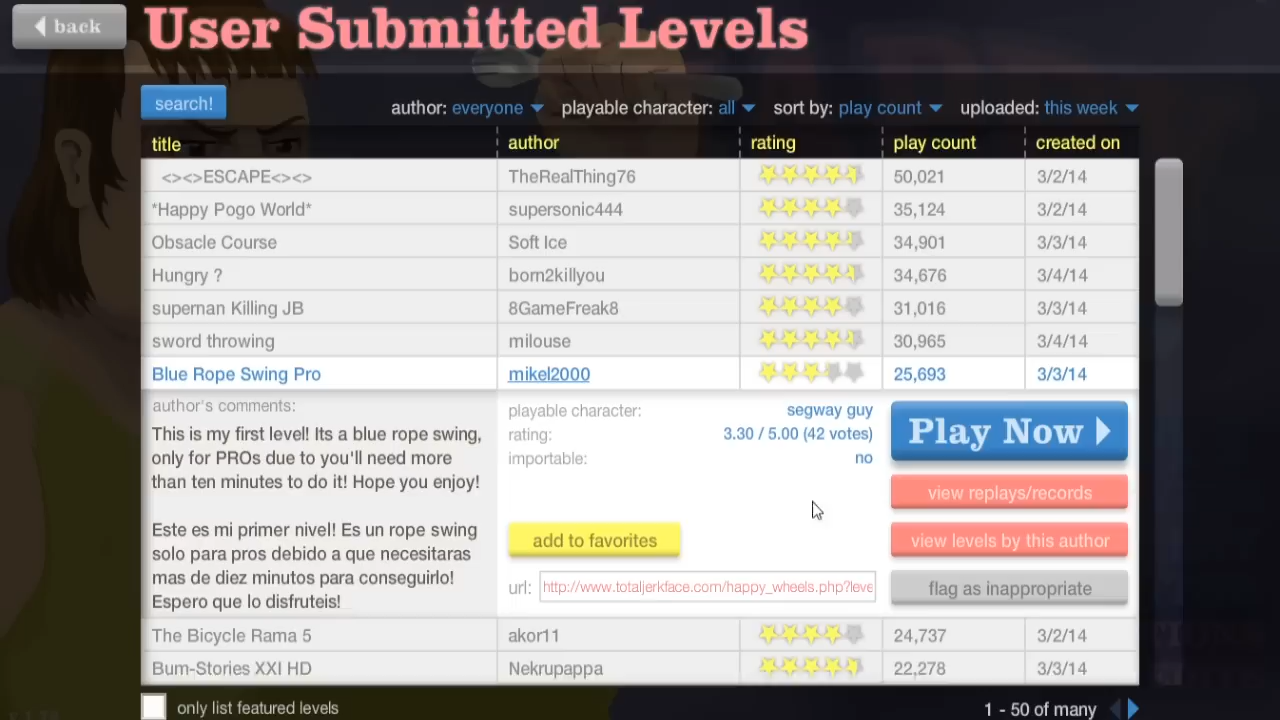 back
User Submitted Levels
search!
author: everyone playable character: all sort by: play count uploaded: this week
title author rating play count created on
<><>ESCAPE<><> TheRealThing76 50,021 3/2/14
*Happy Pogo World* supersonic444 35,124 3/2/14
Obsacle Course Soft Ice 34,901 3/3/14
Hungry ? born2killyou 34,676 3/4/14
supernan Killing JB 8GameFreak8 31,016 3/3/14
sword throwing milouse 30,965 3/4/14
Blue Rope Swing Pro mikel2000 25,693 3/3/14
author's comments:
This is my first level! Its a blue rope swing,
only for PROs due to you'll need more
than ten minutes to do it! Hope you enjoy!
Este es mi primer nivel! Es un rope swing
solo para pros debido a que necesitaras
mas de diez minutos para conseguirlo!
Espero que lo disfruteis!
playable character: segway guy
rating: 3.30 / 5.00 (42 votes)
importable: no
add to favorites
url: http://www.totaljerkface.com/happy_wheels.php?leve
Play Now
view replays/records
view levels by this author
flag as inappropriate
The Bicycle Rama 5 akor11 24,737 3/2/14
Bum-Stories XXI HD Nekrupappa 22,278 3/3/14
only list featured levels
1 - 50 of many